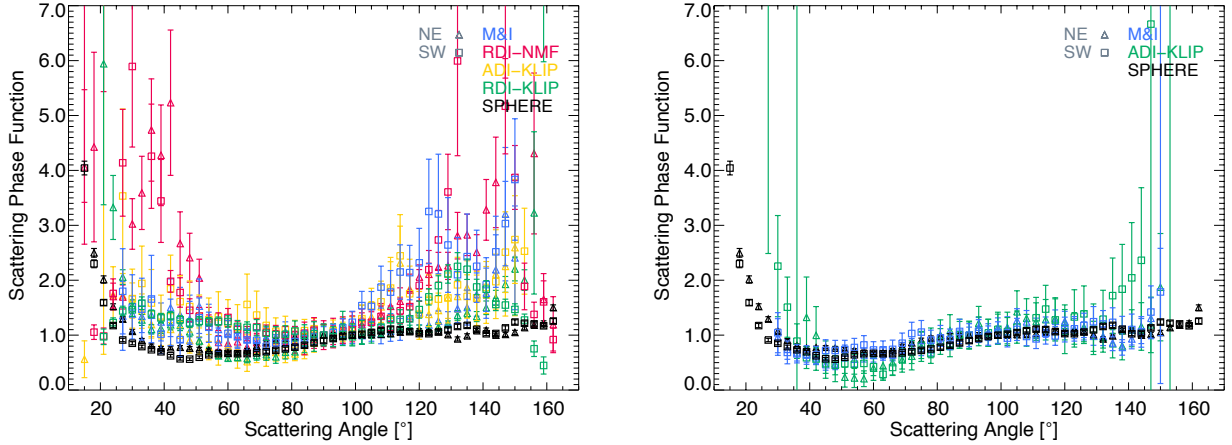 7.0
6.0
5.0
4.0
3.0
2.0
1.0
0.0
Scattering Phase Function
NE M&I
SW RDI-NMF
ADI-KLIP
RDI-KLIP
SPHERE
20 40 60 80 100 120 140 160
Scattering Angle [°]
7.0
6.0
5.0
4.0
3.0
2.0
1.0
0.0
Scattering Phase Function
NE M&I
SW ADI-KLIP
SPHERE
20 40 60 80 100 120 140 160
Scattering Angle [°]